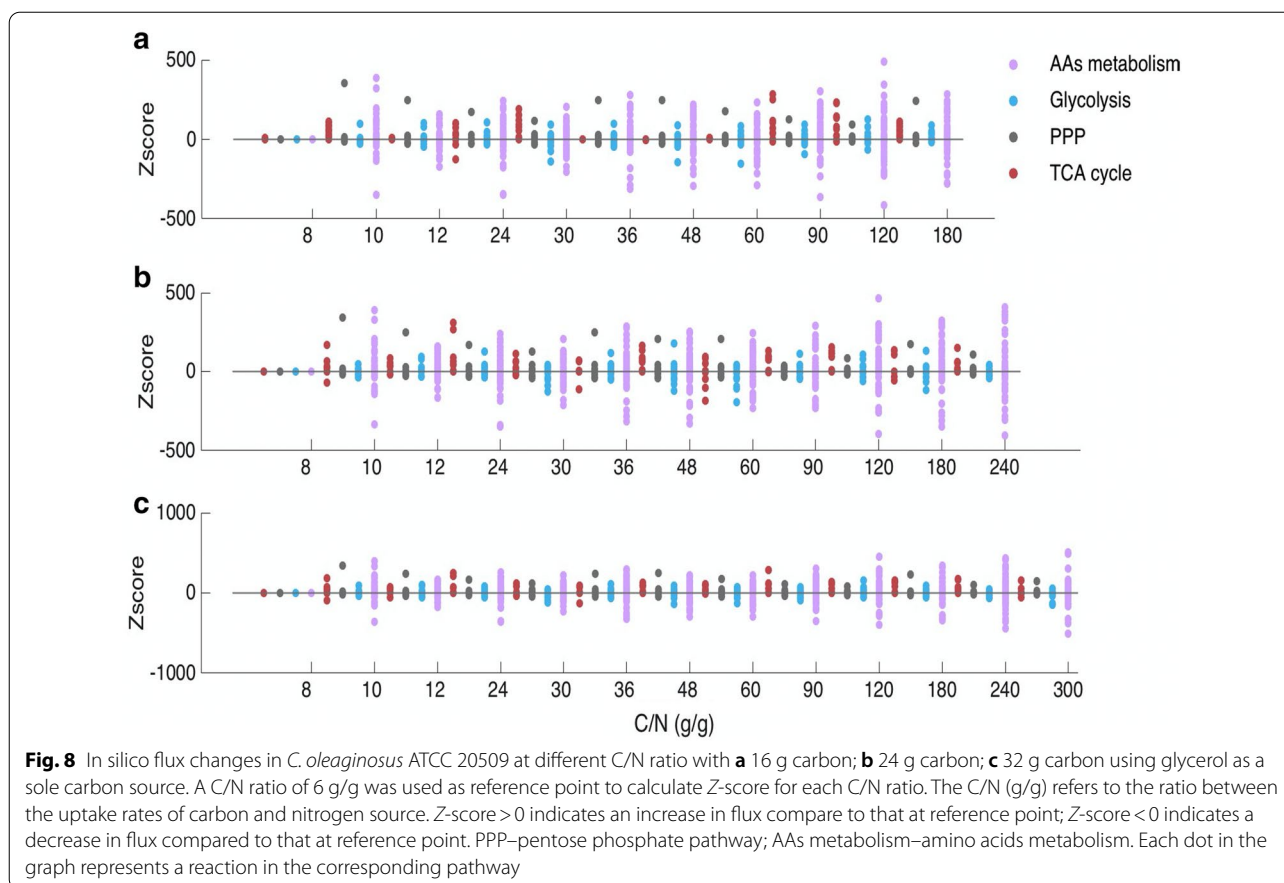 a
500
0
-500
Zscore
8 10 12 24 30 36 48 60 90 120 180
AAs metabolism
Glycolysis
PPP
TCA cycle
b
500
0
-500
Zscore
8 10 24 30 36 48 60 90 120 180 240
c
1000
0
-1000
Zscore
8 10 12 24 30 36 48 60 90 120 240 300
C/N (g/g)
Fig. 8 In silico flux changes in C. oleaginosus ATCC 20509 at different C/N ratio with a 16 g carbon; b 24 g carbon; c 32 g carbon using glycerol as a
sole carbon source. A C/N ratio of 6 g/g was used as reference point to calculate Z-score for each C/N ratio. The C/N (g/g) refers to the ratio between
the uptake rates of carbon and nitrogen source. Z-score > 0 indicates an increase in flux compare to that at reference point; Z-score < 0 indicates a
decrease in flux compared to that at reference point. PPP–pentose phosphate pathway; AAs metabolism–amino acids metabolism. Each dot in the
graph represents a reaction in the corresponding pathway